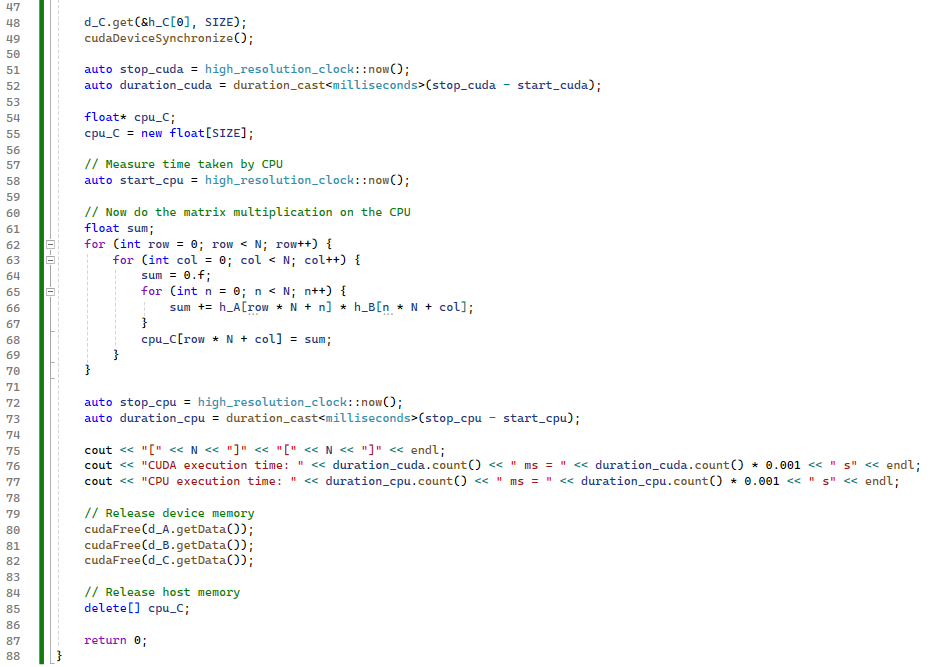 47
48 d_C.get(&h_C[0], SIZE);
49 cudaDeviceSynchronize();
50
51 auto stop_cuda = high_resolution_clock::now();
52 auto duration_cuda = duration_cast<milliseconds>(stop_cuda - start_cuda);
53
54 float* cpu_C;
55 cpu_C = new float[SIZE];
56
57 // Measure time taken by CPU
58 auto start_cpu = high_resolution_clock::now();
59
60 // Now do the matrix multiplication on the CPU
61 float sum;
62 for (int row = 0; row < N; row++) {
63 for (int col = 0; col < N; col++) {
64 sum = 0.f;
65 for (int n = 0; n < N; n++) {
66 sum += h_A[row * N + n] * h_B[n * N + col];
67 }
68 cpu_C[row * N + col] = sum;
69 }
70 }
71
72 auto stop_cpu = high_resolution_clock::now();
73 auto duration_cpu = duration_cast<milliseconds>(stop_cpu - start_cpu);
74
75 cout << "[" << N << "]" << "[" << N << "]" << endl;
76 cout << "CUDA execution time: " << duration_cuda.count() << " ms = " << duration_cuda.count() * 0.001 << " s" << endl;
77 cout << "CPU execution time: " << duration_cpu.count() << " ms = " << duration_cpu.count() * 0.001 << " s" << endl;
78
79 // Release device memory
80 cudaFree(d_A.getData());
81 cudaFree(d_B.getData());
82 cudaFree(d_C.getData());
83
84 // Release host memory
85 delete[] cpu_C;
86
87 return 0;
88 }